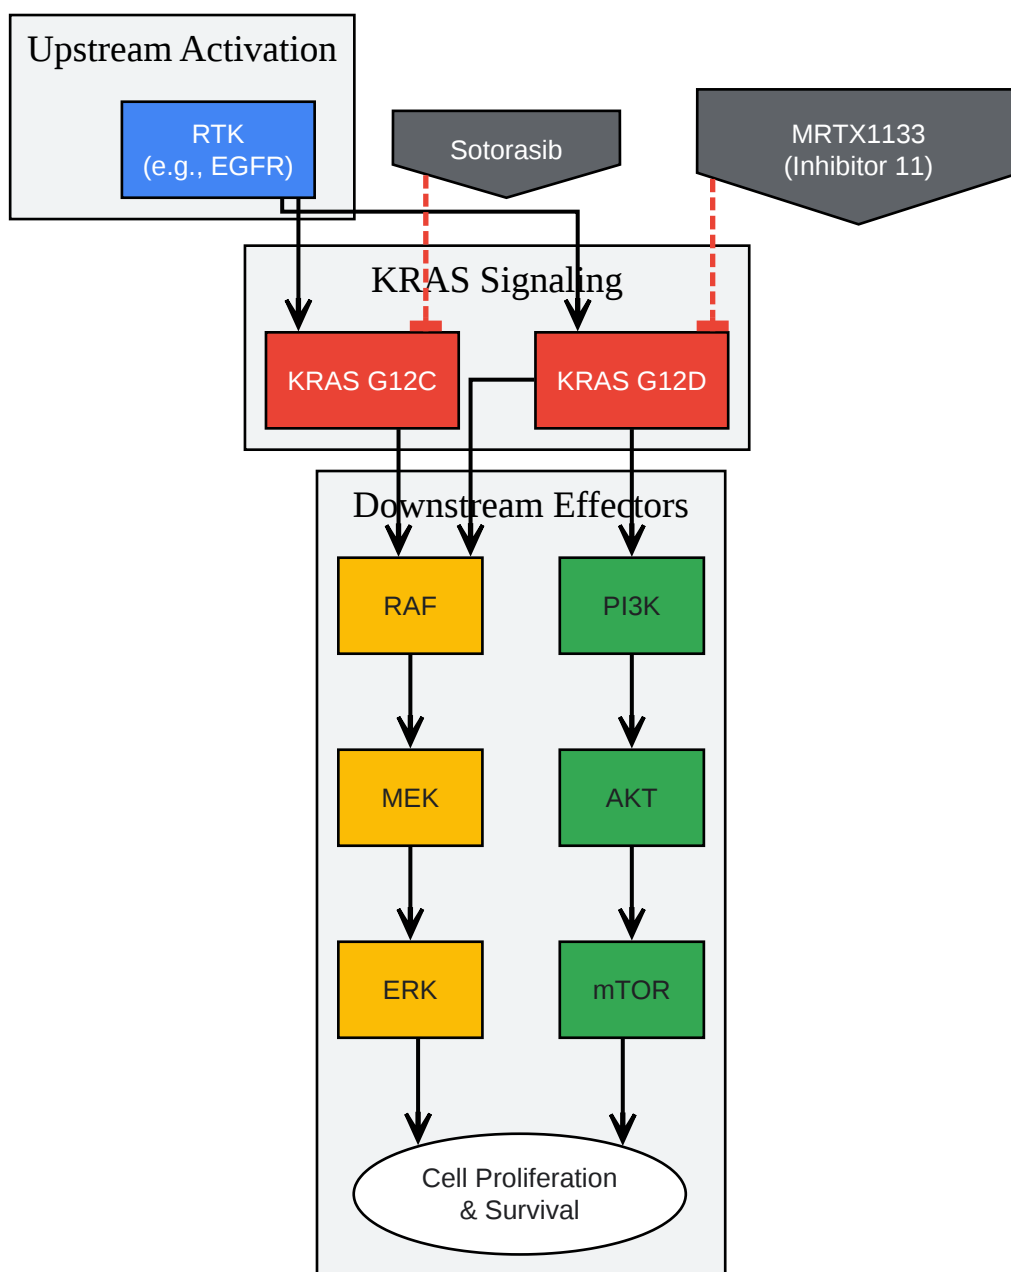 Upstream Activation
RTK
(e.g., EGFR)
Sotorasib
MRTX1133
(Inhibitor 11)
KRAS Signaling
KRAS G12C
KRAS G12D
Downstream Effectors
RAF
PI3K
MEK
AKT
ERK
mTOR
Cell Proliferation
& Survival